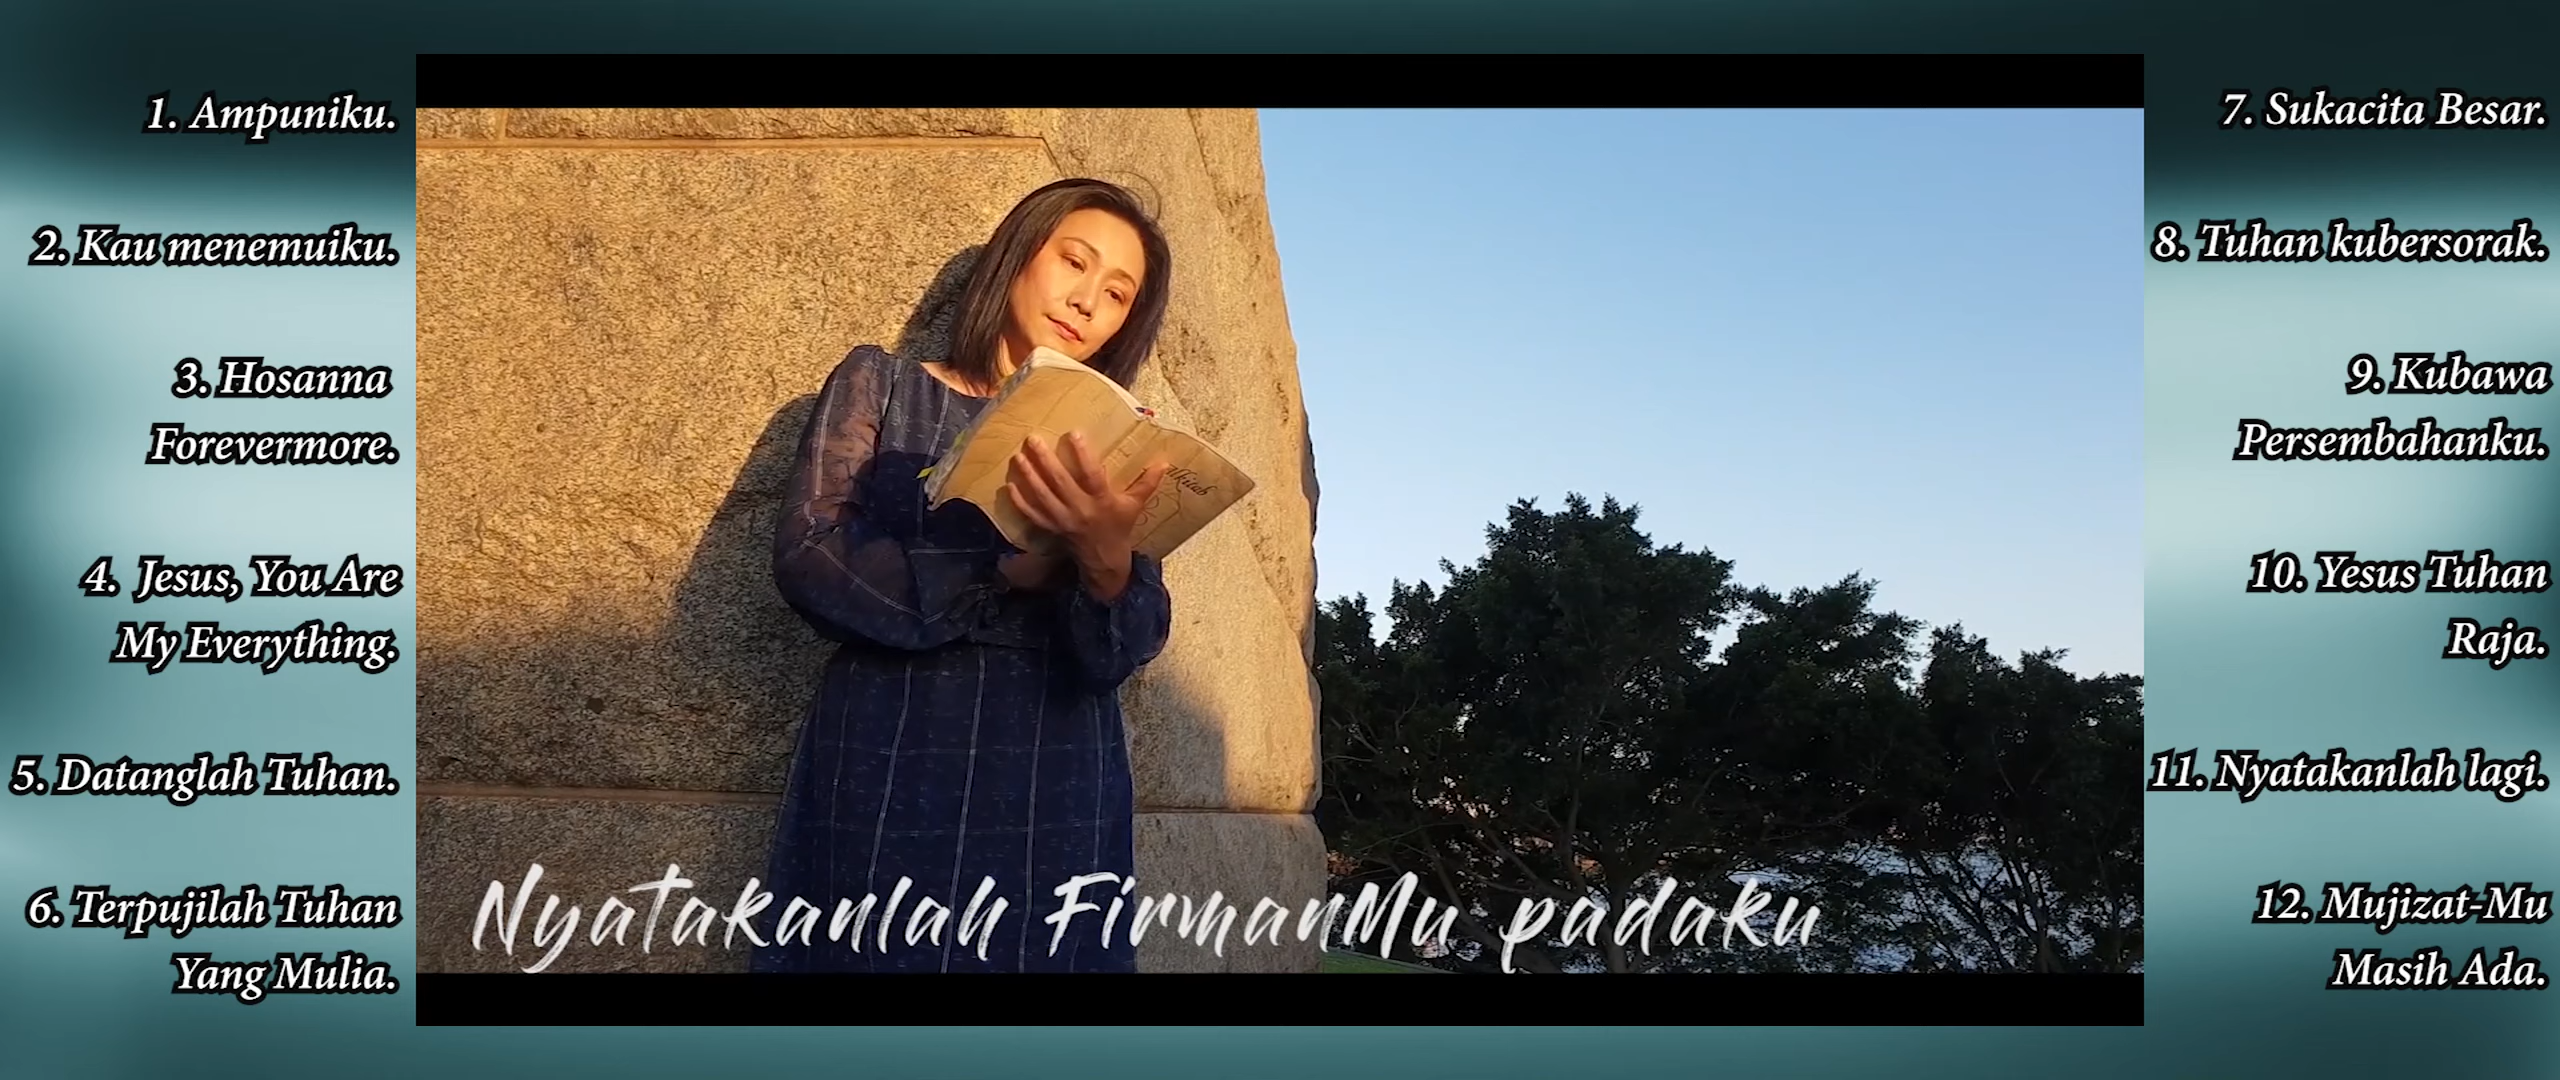 1. Ampuniku.
2. Kau menemuiku.
3. Hosanna
Forevermore.
4. Jesus, You Are
My Everything.
5. Datanglah Tuhan.
6. Terpujilah Tuhan
Yang Mulia.
Alkitab
Nyatakanlah FirmanMu padaku
7. Sukacita Besar.
8. Tuhan kubersorak.
9. Kubawa
Persembahanku.
10. Yesus Tuhan
Raja.
11. Nyatakanlah lagi.
12. Mujizat-Mu
Masih Ada.